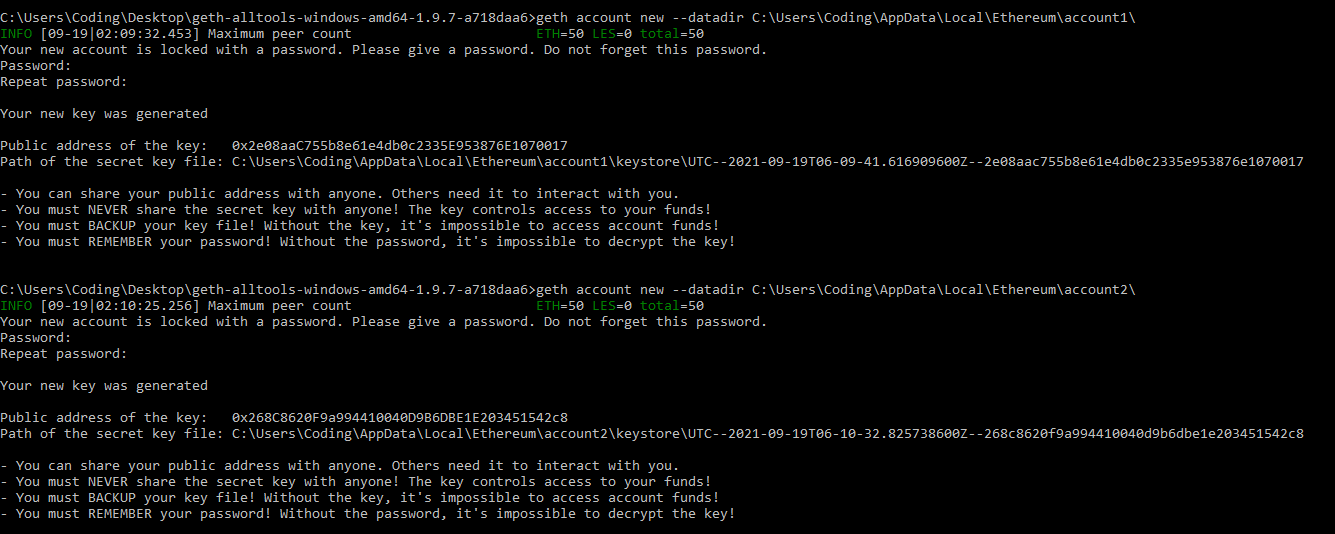 C:\Users\Coding\Desktop\geth-alltools-windows-amd64-1.9.7-a718daa6>geth account new --datadir C:\Users\Coding\AppData\Local\Ethereum\account1\
INFO [09-19|02:09:32.453] Maximum peer count ETH=50 LES=0 total=50
Your new account is locked with a password. Please give a password. Do not forget this password.
Password:
Repeat password:
Your new key was generated
Public address of the key: 0x2e08aaC755b8e61e4db0c2335E953876E1070017
Path of the secret key file: C:\Users\Coding\AppData\Local\Ethereum\account1\keystore\UTC--2021-09-19T06-09-41.616909600Z--2e08aac755b8e61e4db0c2335e953876e1070017
- You can share your public address with anyone. Others need it to interact with you.
- You must NEVER share the secret key with anyone! The key controls access to your funds!
- You must BACKUP your key file! Without the key, it's impossible to access account funds!
- You must REMEMBER your password! Without the password, it's impossible to decrypt the key!
C:\Users\Coding\Desktop\geth-alltools-windows-amd64-1.9.7-a718daa6>geth account new --datadir C:\Users\Coding\AppData\Local\Ethereum\account2\
INFO [09-19|02:10:25.256] Maximum peer count ETH=50 LES=0 total=50
Your new account is locked with a password. Please give a password. Do not forget this password.
Password:
Repeat password:
Your new key was generated
Public address of the key: 0x268C8620F9a994410040D9B6DBE1E203451542c8
Path of the secret key file: C:\Users\Coding\AppData\Local\Ethereum\account2\keystore\UTC--2021-09-19T06-10-32.825738600Z--268c8620f9a994410040d9b6dbe1e203451542c8
- You can share your public address with anyone. Others need it to interact with you.
- You must NEVER share the secret key with anyone! The key controls access to your funds!
- You must BACKUP your key file! Without the key, it's impossible to access account funds!
- You must REMEMBER your password! Without the password, it's impossible to decrypt the key!